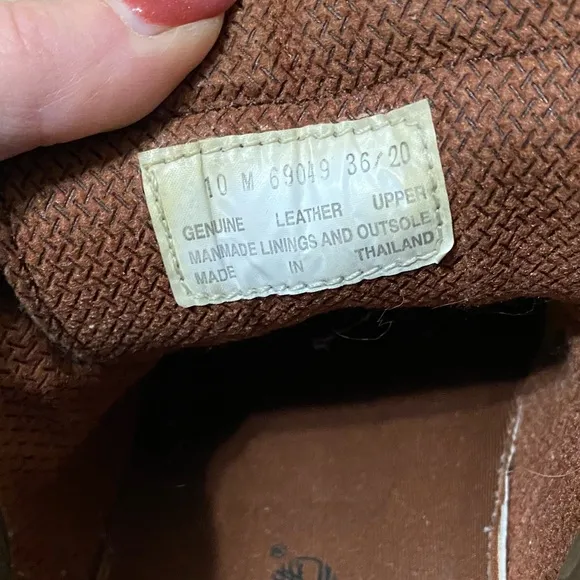 10 M 69049 36/20
GENUINE LEATHER UPPER
MANMADE LININGS AND OUTSOLE
MADE IN THAILAND
®